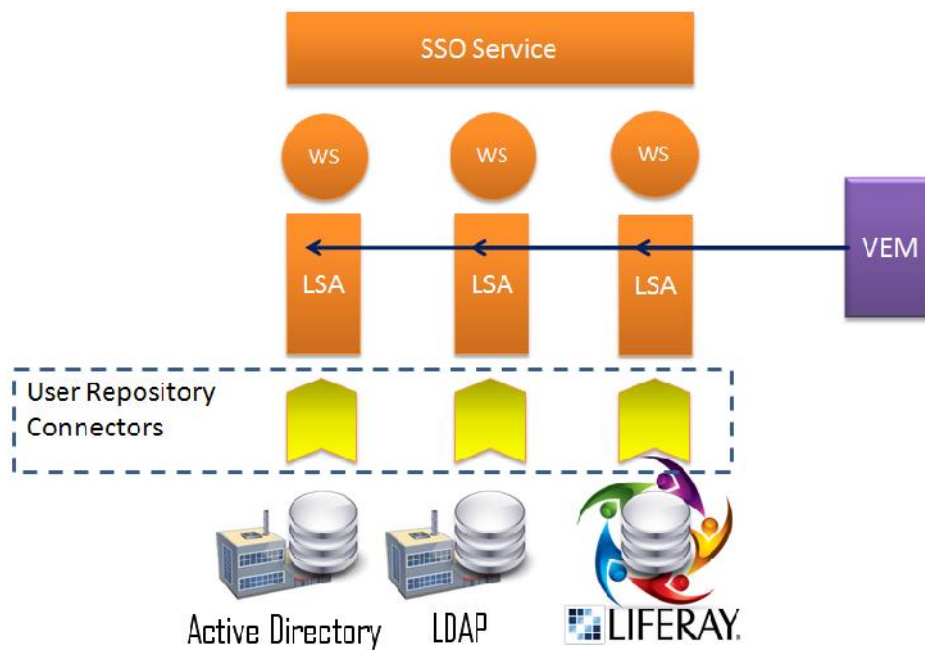 SSO Service
WS
WS
WS
VEM
LSA
LSA
LSA
User Repository
Connectors
Active Directory
LDAP
LIFERAY.